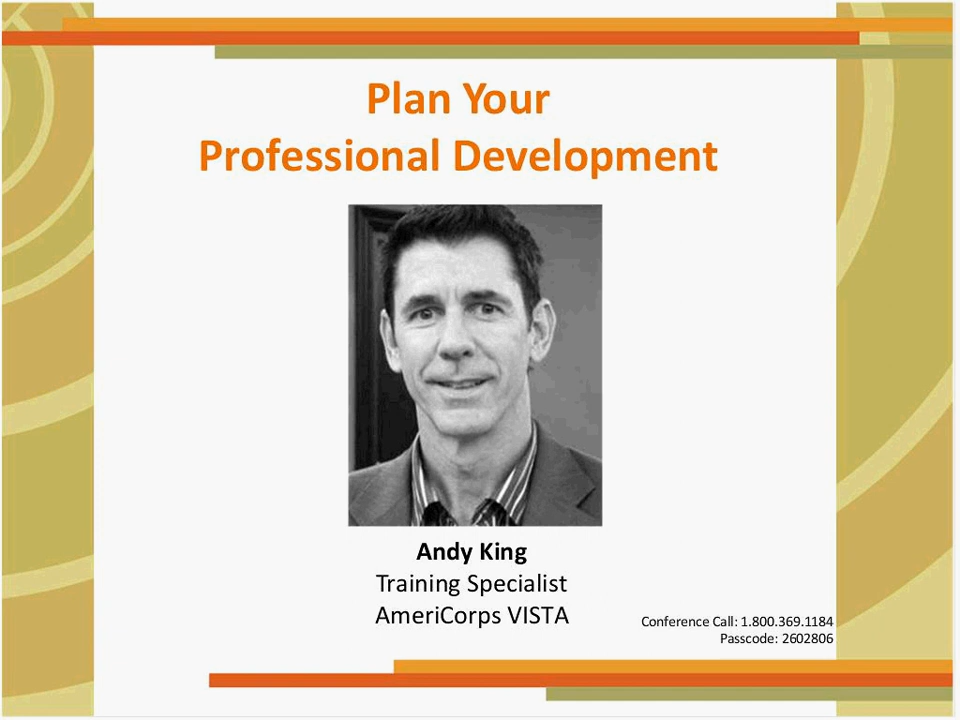 Plan Your
Professional Development
Andy King
Training Specialist
AmeriCorps VISTA
Conference Call: 1.800.369.1184
Passcode: 2602806